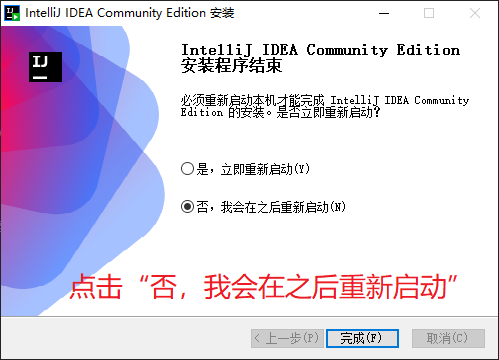 IntelliJ IDEA Community Edition 安装
IJ
IntelliJ IDEA Community Edition
安装程序结束
必须重新启动本机才能完成 IntelliJ IDEA Community
Edition 的安装。是否立即重新启动?
是，立即重新启动(Y)
否，我会在之后重新启动(N)
点击“否，我会在之后重新启动”
< 上一步(P)
完成(F)
取消(C)